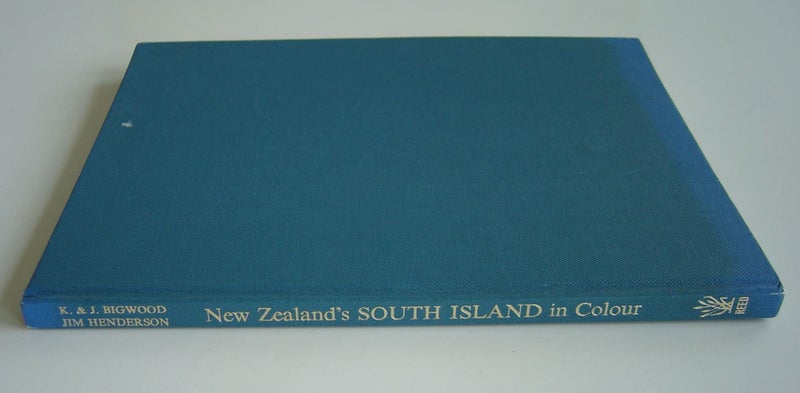 K. & J. BIGWOOD
JIM HENDERSON
New Zealand's SOUTH ISLAND in Colour
REED